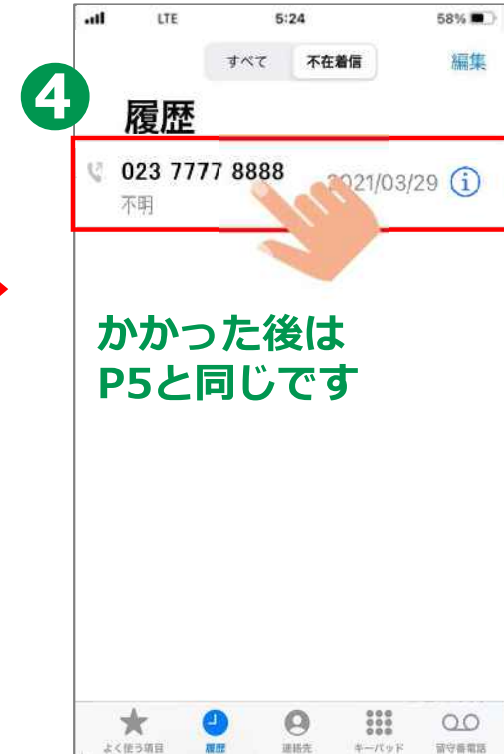 LTE 5:24 58%
すべて 不在着信 編集
4
履歴
023 7777 8888 2021/03/29
不明
かかった後は
P5と同じです
よく使う項目 履歴 連絡先 キーパッド 留守番電話